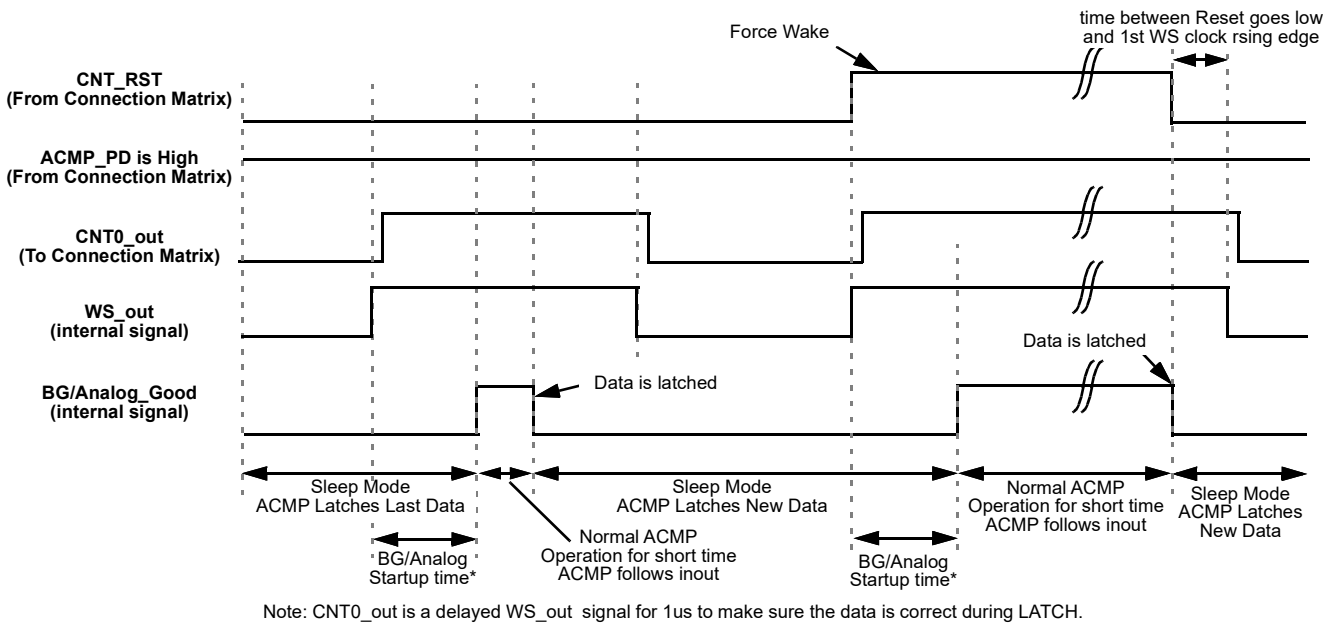 time between Reset goes low
and 1st WS clock rsing edge
Force Wake
CNT_RST
(From Connection Matrix)
ACMP_PD is High
(From Connection Matrix)
CNT0_out
(To Connection Matrix)
WS_out
(internal signal)
Data is latched
BG/Analog_Good
(internal signal)
Data is latched
Sleep Mode
ACMP Latches Last Data
Sleep Mode
ACMP Latches New Data
Normal ACMP
Operation for short time
ACMP follows inout
Sleep Mode
ACMP Latches
New Data
BG/Analog
Startup time*
Normal ACMP
Operation for short time
ACMP follows inout
BG/Analog
Startup time*
Note: CNT0_out is a delayed WS_out signal for 1us to make sure the data is correct during LATCH.